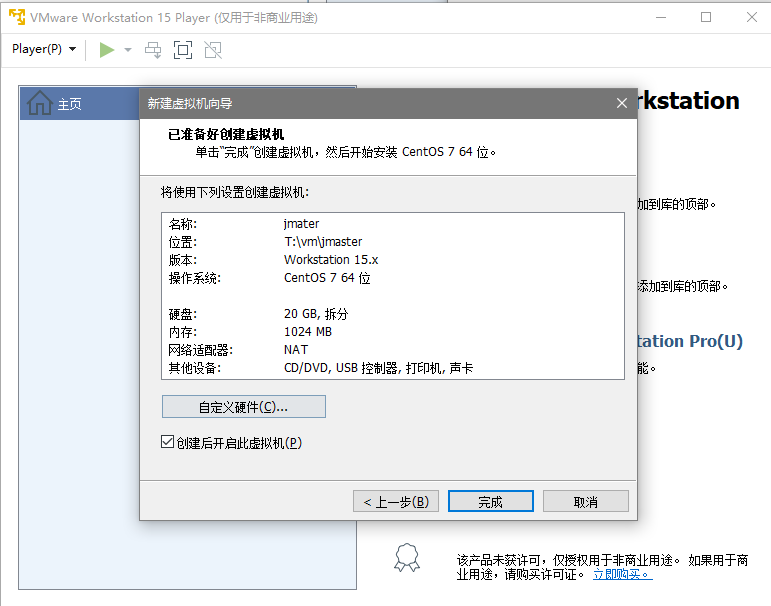 VMware Workstation 15 Player (仅用于非商业用途)
Player(P)
主页
rkstation
加到库的顶部。
添加到库的顶部。
tation Pro(U)
能。
新建虚拟机向导
已准备好创建虚拟机
单击“完成”创建虚拟机，然后开始安装 CentOS 7 64 位。
将使用下列设置创建虚拟机:
名称: jmater
位置: T:\vm\jmaster
版本: Workstation 15.x
操作系统: CentOS 7 64 位
硬盘: 20 GB, 拆分
内存: 1024 MB
网络适配器: NAT
其他设备: CD/DVD, USB 控制器, 打印机, 声卡
自定义硬件(C)...
创建后开启此虚拟机(P)
< 上一步(B) 完成 取消
该产品未获许可，仅授权用于非商业用途。 如果用于商
业用途，请购买许可证。 立即购买。